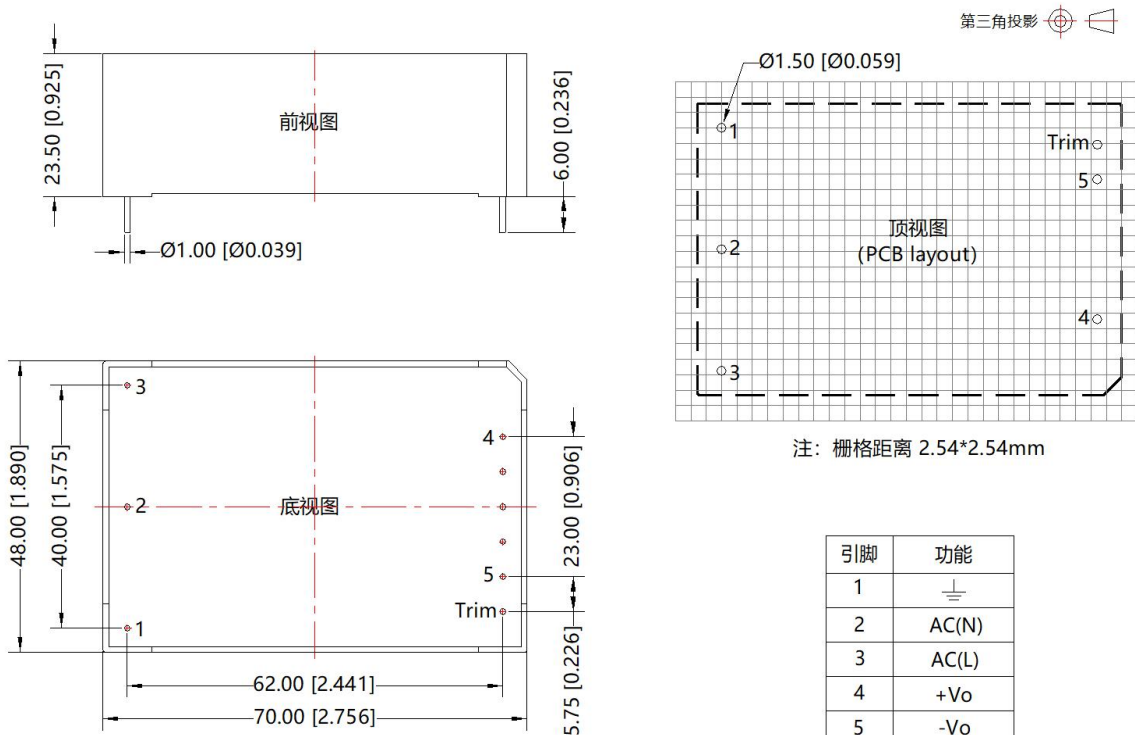 第三角投影
23.50 [0.925]
前视图
6.00 [0.236]
Ø1.00 [Ø0.039]
Ø1.50 [Ø0.059]
1
Trim
5
2
顶视图
(PCB layout)
4
3
注：栅格距离 2.54*2.54mm
48.00 [1.890]
40.00 [1.575]
3
4
2
底视图
23.00 [0.906]
5
Trim
1
5.75 [0.226]
62.00 [2.441]
70.00 [2.756]
引脚 功能
1
2 AC(N)
3 AC(L)
4 +Vo
5 -Vo